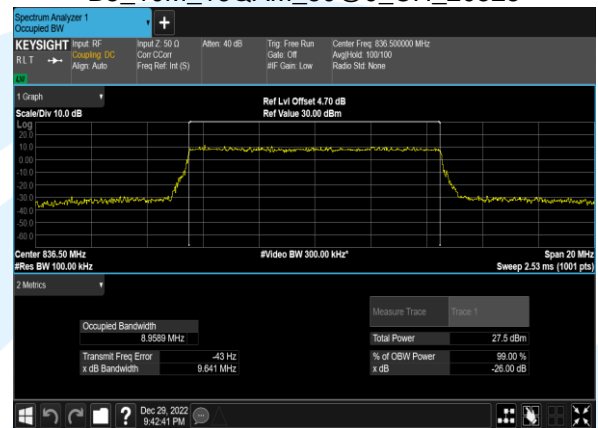 Spectrum Analyzer 1
Occupied BW
KEYSIGHT Input: RF Input Z: 50 Ω Atten: 40 dB Trig: Free Run Center Freq: 836.500000 MHz
R L T Coupling: DC Corr CCorr Gate: Off Avg|Hold: 100/100
Align: Auto Freq Ref: Int (S) #IF Gain: Low Radio Std: None
LXI
1 Graph
Ref Lvl Offset 4.70 dB
Scale/Div 10.0 dB Ref Value 30.00 dBm
Log
20.0
10.0
0.00
-10.0
-20.0
-30.0
-40.0
-50.0
-60.0
Center 836.50 MHz #Video BW 300.00 kHz* Span 20 MHz
#Res BW 100.00 kHz Sweep 2.53 ms (1001 pts)
2 Metrics
Measure Trace Trace 1
Occupied Bandwidth
8.9589 MHz Total Power 27.5 dBm
Transmit Freq Error -43 Hz % of OBW Power 99.00 %
x dB Bandwidth 9.641 MHz x dB -26.00 dB
? Dec 29, 2022
9:42:41 PM